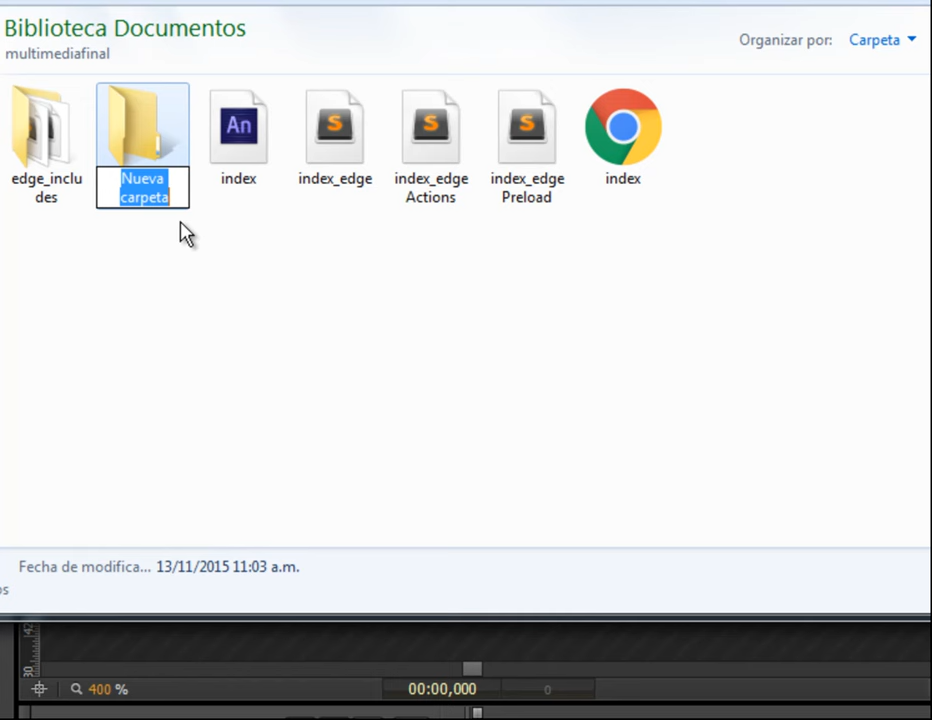 Biblioteca Documentos
multimediafinal
Organizar por: Carpeta
edge_inclu
des
Nueva
carpeta
An
index
S
index_edge
S
index_edge
Actions
S
index_edge
Preload
index
Fecha de modifica... 13/11/2015 11:03 a.m.
os
400 %
00:00,000
0